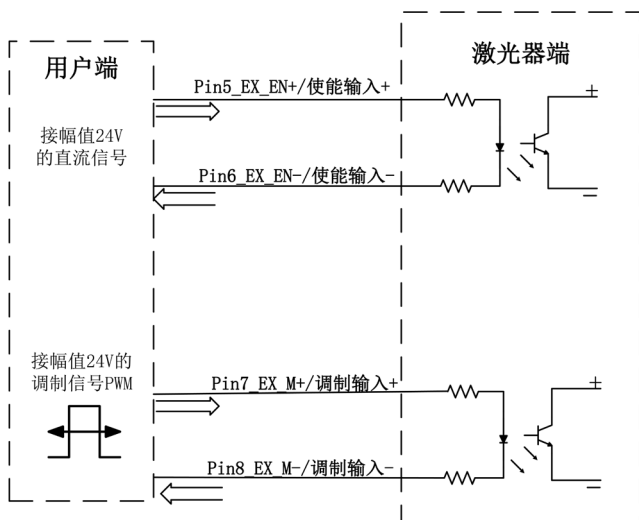 用户端
激光器端
Pin5_EX_EN+/使能输入+
接幅值24V
的直流信号
Pin6_EX_EN-/使能输入-
+
-
接幅值24V的
调制信号PWM
Pin7_EX_M+/调制输入+
Pin8_EX_M-/调制输入-
+
-